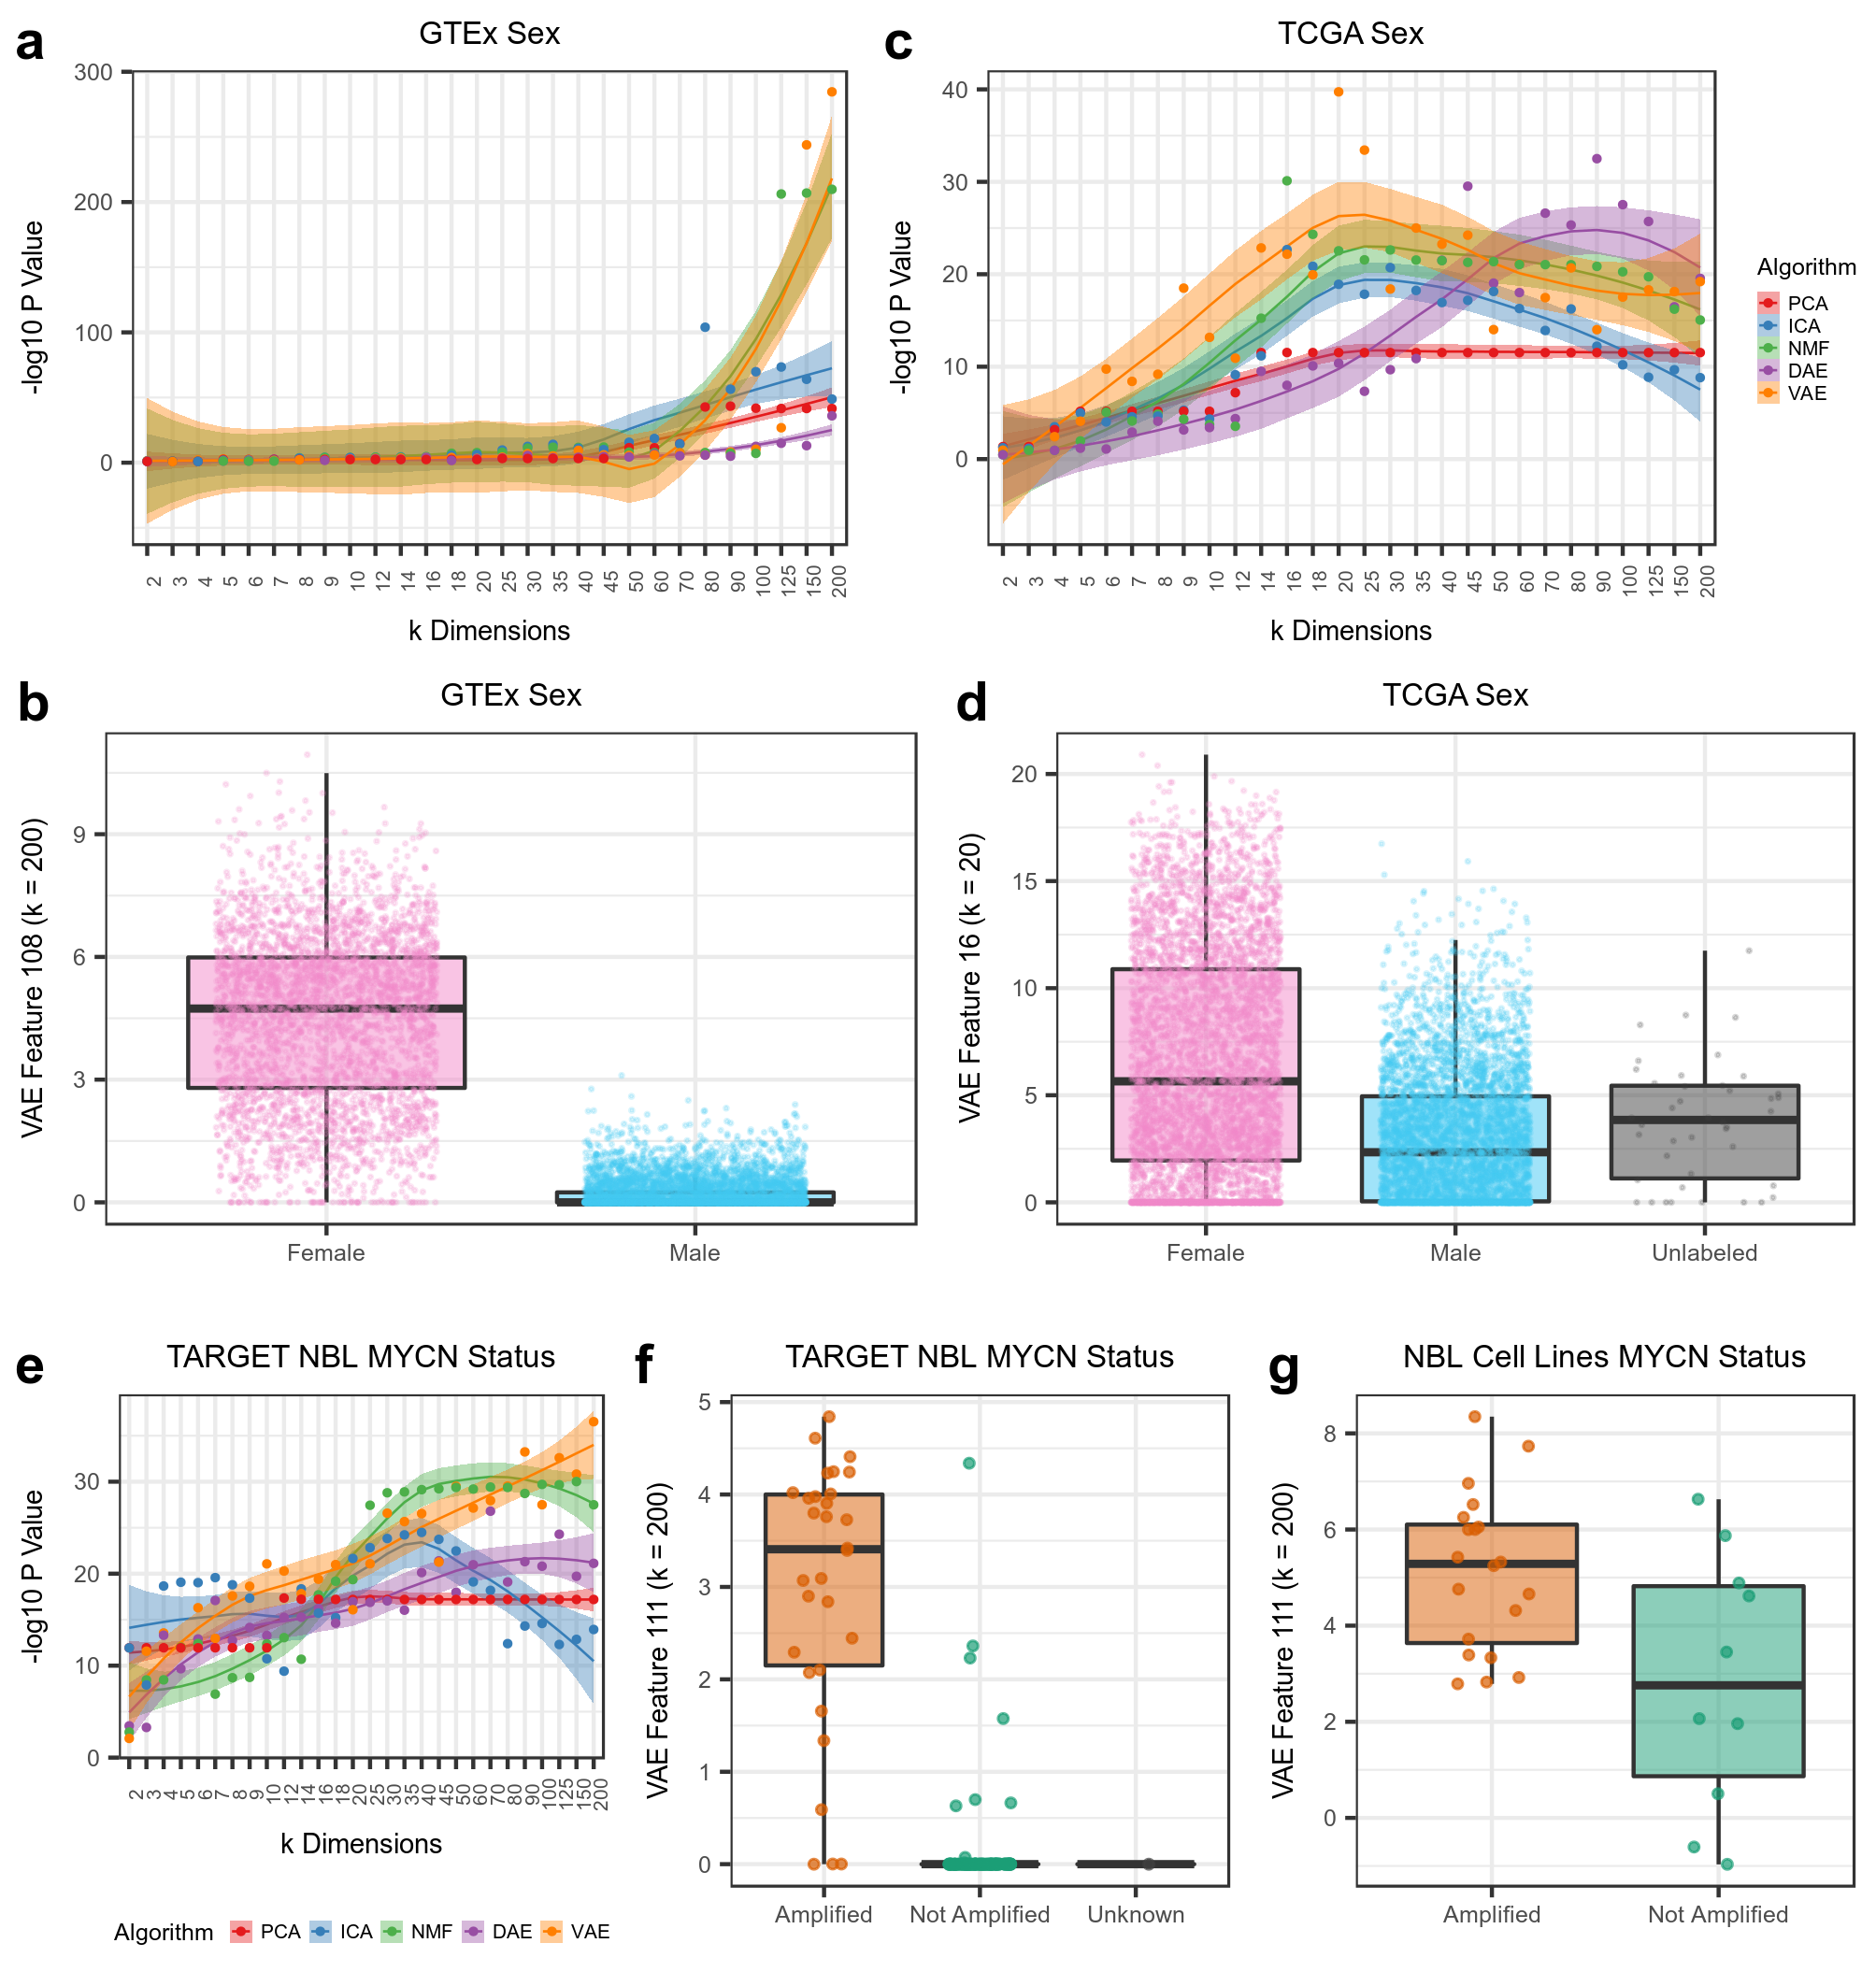 a
GTEx Sex
-log10 P Value
300
200
100
0
2 3 4 5 6 7 8 9 10 12 14 16 18 20 25 30 35 40 45 50 60 70 80 90 100 125 150 200
k Dimensions
c
TCGA Sex
-log10 P Value
40
30
20
10
0
2 3 4 5 6 7 8 9 10 12 14 16 18 20 25 30 35 40 45 50 60 70 80 90 100 125 150 200
k Dimensions
Algorithm
PCA
ICA
NMF
DAE
VAE
b
GTEx Sex
VAE Feature 108 (k = 200)
9
6
3
0
Female Male
d
TCGA Sex
VAE Feature 16 (k = 20)
20
15
10
5
0
Female Male Unlabeled
e
TARGET NBL MYCN Status
-log10 P Value
30
20
10
0
2 3 4 5 6 7 8 9 10 12 14 16 18 20 25 30 35 40 45 50 60 70 80 90 100 125 150 200
k Dimensions
Algorithm PCA ICA NMF DAE VAE
f
TARGET NBL MYCN Status
VAE Feature 111 (k = 200)
5
4
3
2
1
0
Amplified Not Amplified Unknown
g
NBL Cell Lines MYCN Status
VAE Feature 111 (k = 200)
8
6
4
2
0
Amplified Not Amplified